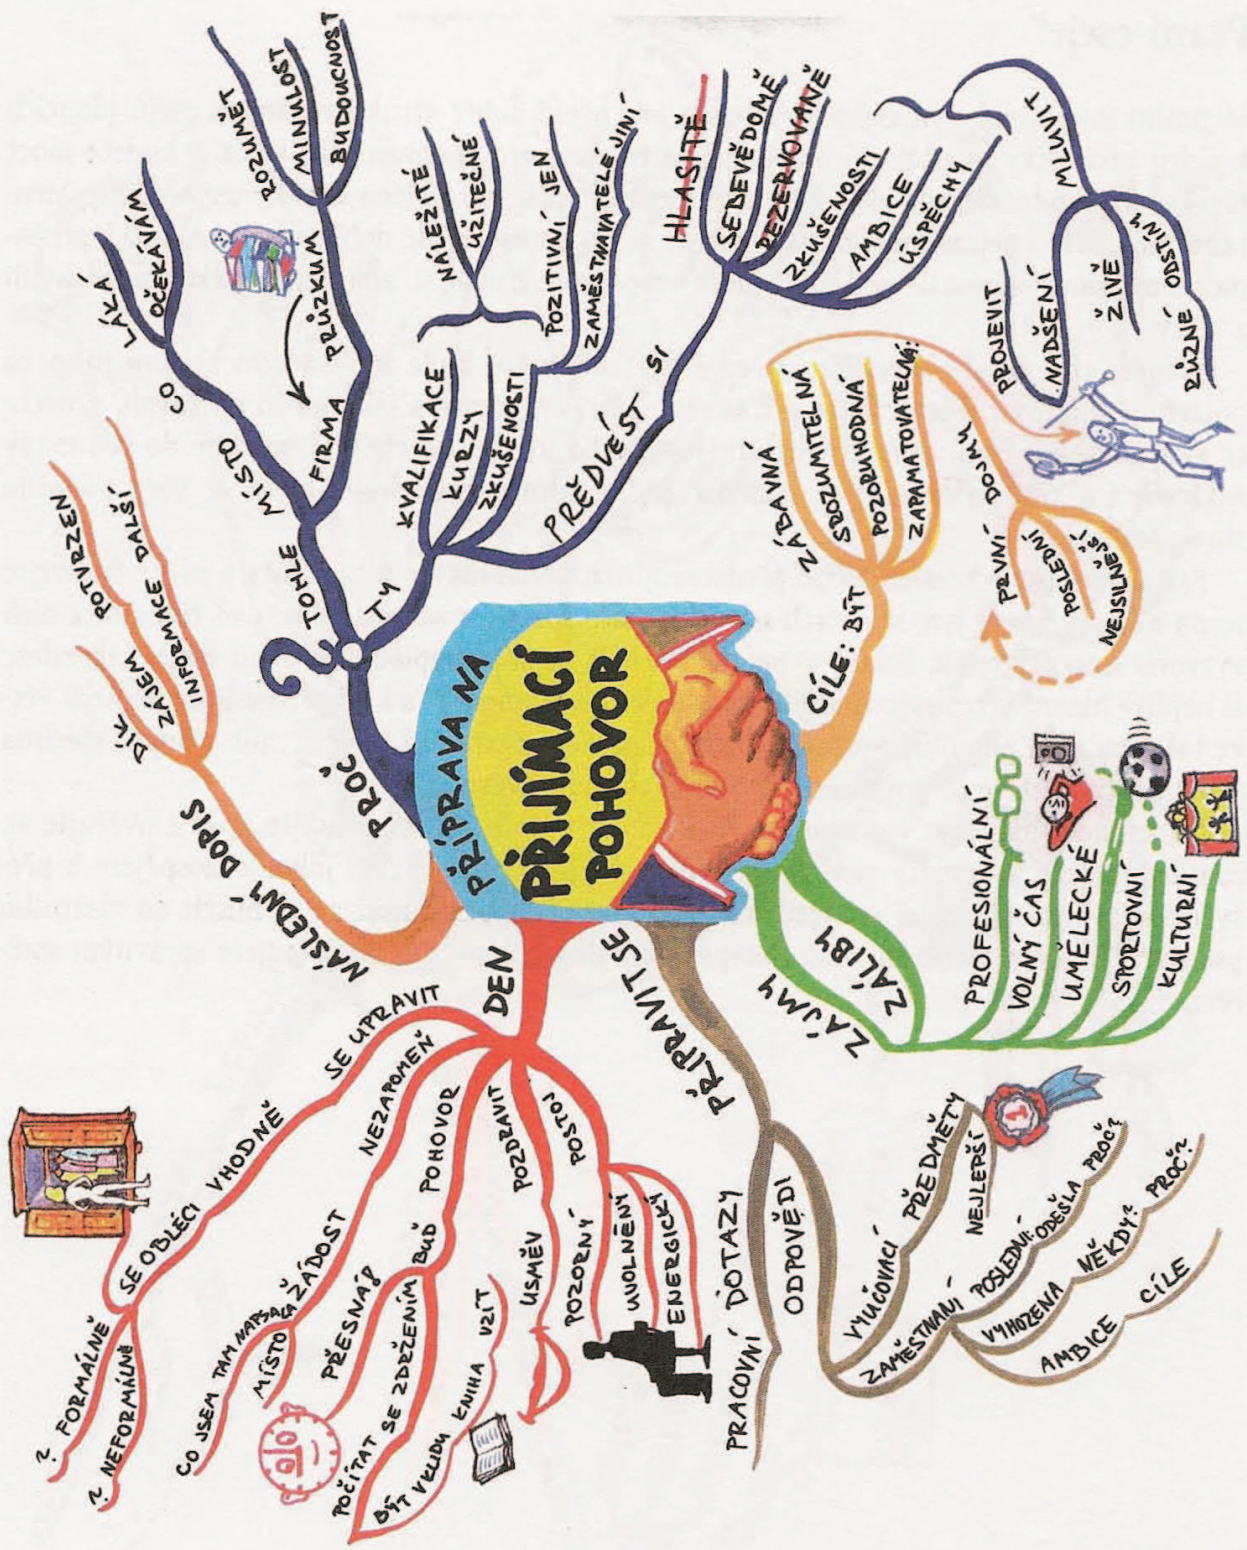 PŘÍPRAVA NA
PŘIJÍMACÍ
POHOVOR
PROČ
TOHLE
MÍSTO
CO
LÁKÁ
OČEKÁVÁM
FIRMA
PRŮZKUM
ROZUMĚT
MINULOST
BUDOUCNOST
TY
KVALIFIKACE
KURZY
ZKUŠENOSTI
NÁLEŽITÉ
UŽITEČNÉ
POZITIVNÍ JEN
ZAMĚSTNAVATELÉ JINÍ
PŘEDVÉST SI
HLASITĚ
SEBEVĚDOMĚ
REZERVOVANĚ
ZKUŠENOSTI
AMBICE
ÚSPĚCHY
MLUVIT
PROJEVIT
NADŠENÍ
ŽIVĚ
RŮZNÉ ODSTÍNY
CÍLE: BÝT
ZÁBAVNÁ
SROZUMITELNÁ
POZORUHODNÁ
ZAPAMATOVATELNÁ:
DOJMY
PRVNÍ
POSLEDNÍ
NEJSILNĚJŠÍ
ZÁJMY
ZÁLIBY
PROFESIONÁLNÍ
VOLNÝ ČAS
UMĚLECKÉ
SPORTOVNÍ
KULTURNÍ
PŘIPRAVIT SE
PRACOVNÍ DOTAZY
ODPOVĚDI
VYUČOVACÍ PŘEDMĚTY
NEJLEPŠÍ
1.
ZAMĚSTNÁNÍ
POSLEDNÍ: ODEŠLA PROČ?
VYHOZENA NĚKDY? PROČ?
AMBICE CÍLE
DEN
POSTOJ
POZORNÝ
UVOLNĚNÝ
ENERGICKÝ
POZDRAVIT
ÚSMĚV
POHOVOR
BUĎ
PŘESNÁ!
POČÍTAT SE ZDRŽENÍM
BÝT V KLIDU KNIHA VZÍT
NEZAPOMEŇ
ŽÁDOST
MÍSTO
CO JSEM TAM NAPSALA
SE UPRAVIT
VHODNĚ
SE OBLÉCI
? FORMÁLNĚ
? NEFORMÁLNĚ
NÁSLEDNÝ DOPIS
DÍK
ZÁJEM POTVRZEN
INFORMACE DALŠÍ